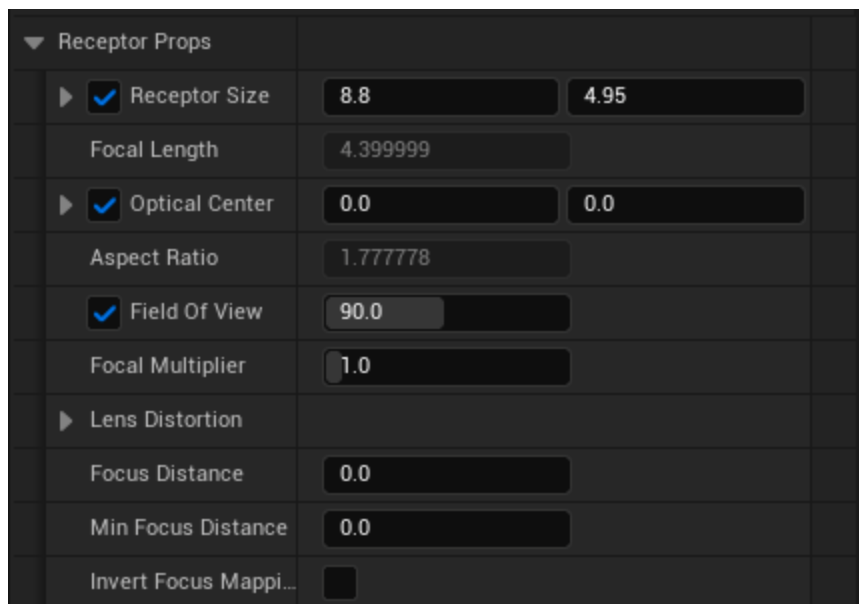 Receptor Props
Receptor Size 8.8 4.95
Focal Length 4.399999
Optical Center 0.0 0.0
Aspect Ratio 1.777778
Field Of View 90.0
Focal Multiplier 1.0
Lens Distortion
Focus Distance 0.0
Min Focus Distance 0.0
Invert Focus Mappi...